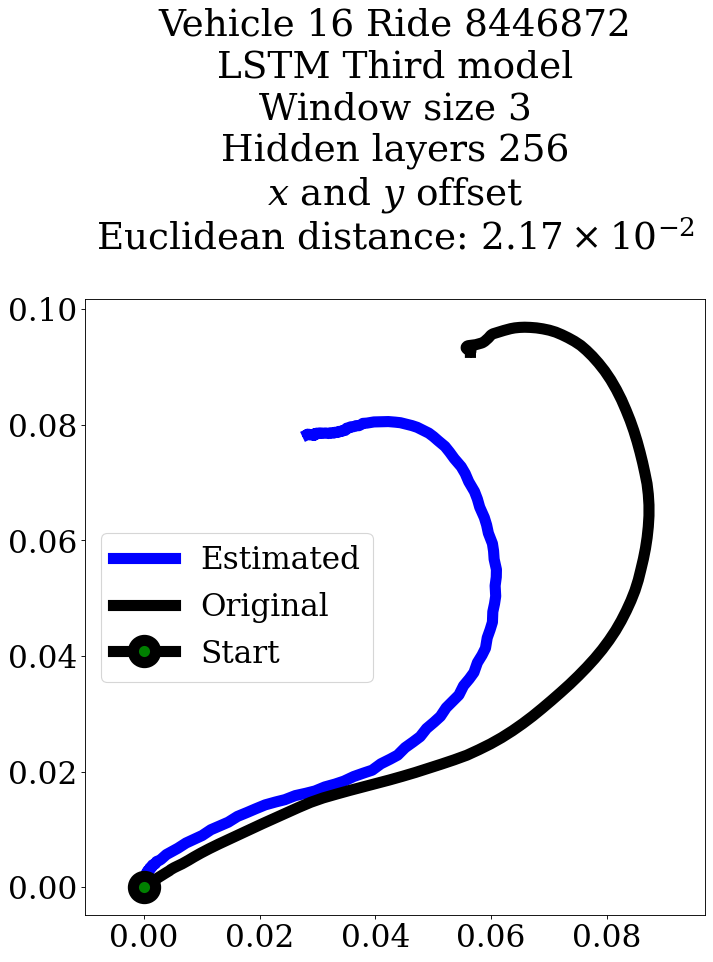 Vehicle 16 Ride 8446872
LSTM Third model
Window size 3
Hidden layers 256
x and y offset
Euclidean distance: 2.17 × 10⁻²
0.10
0.08
0.06
0.04
0.02
0.00
Estimated
Original
Start
0.00 0.02 0.04 0.06 0.08